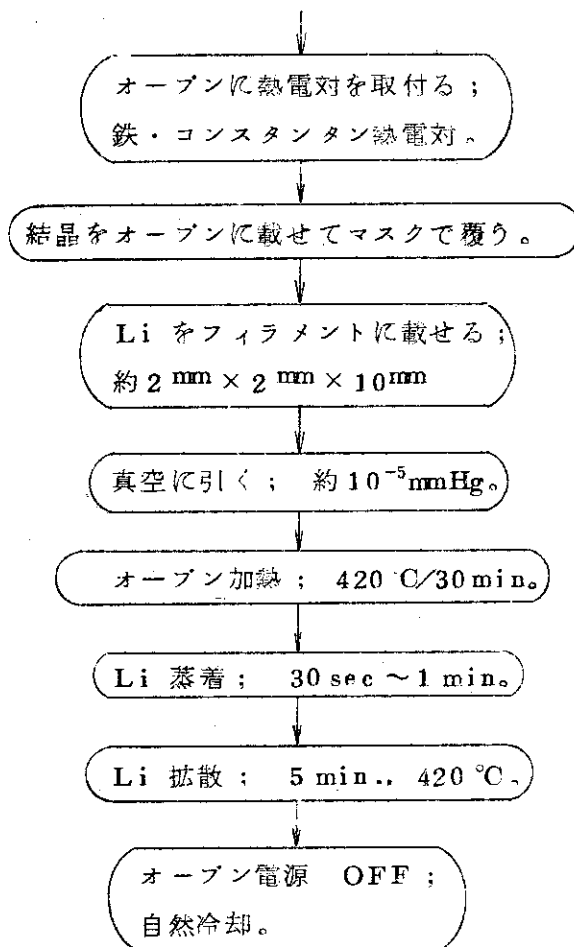 オーブンに熱電対を取付る；
鉄・コンスタンタン熱電対。
結晶をオーブンに載せてマスクで覆う。
Li をフィラメントに載せる；
約 2 mm × 2 mm × 10mm
真空に引く； 約 10⁻⁵mmHg。
オーブン加熱； 420℃/30 min。
Li 蒸着； 30 sec ～ 1 min。
Li 拡散； 5 min.. 420 ℃。
オーブン電源 OFF；
自然冷却。